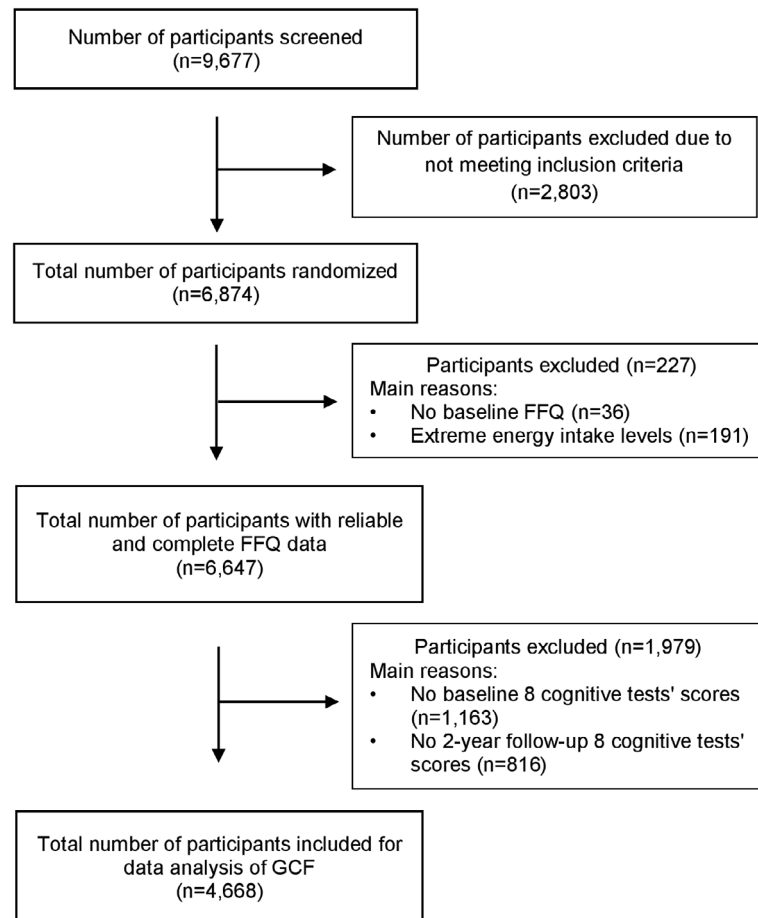 Number of participants screened
(n=9,677)
Number of participants excluded due to
not meeting inclusion criteria
(n=2,803)
Total number of participants randomized
(n=6,874)
Participants excluded (n=227)
Main reasons:
• No baseline FFQ (n=36)
• Extreme energy intake levels (n=191)
Total number of participants with reliable
and complete FFQ data
(n=6,647)
Participants excluded (n=1,979)
Main reasons:
• No baseline 8 cognitive tests' scores
(n=1,163)
• No 2-year follow-up 8 cognitive tests'
scores (n=816)
Total number of participants included for
data analysis of GCF
(n=4,668)